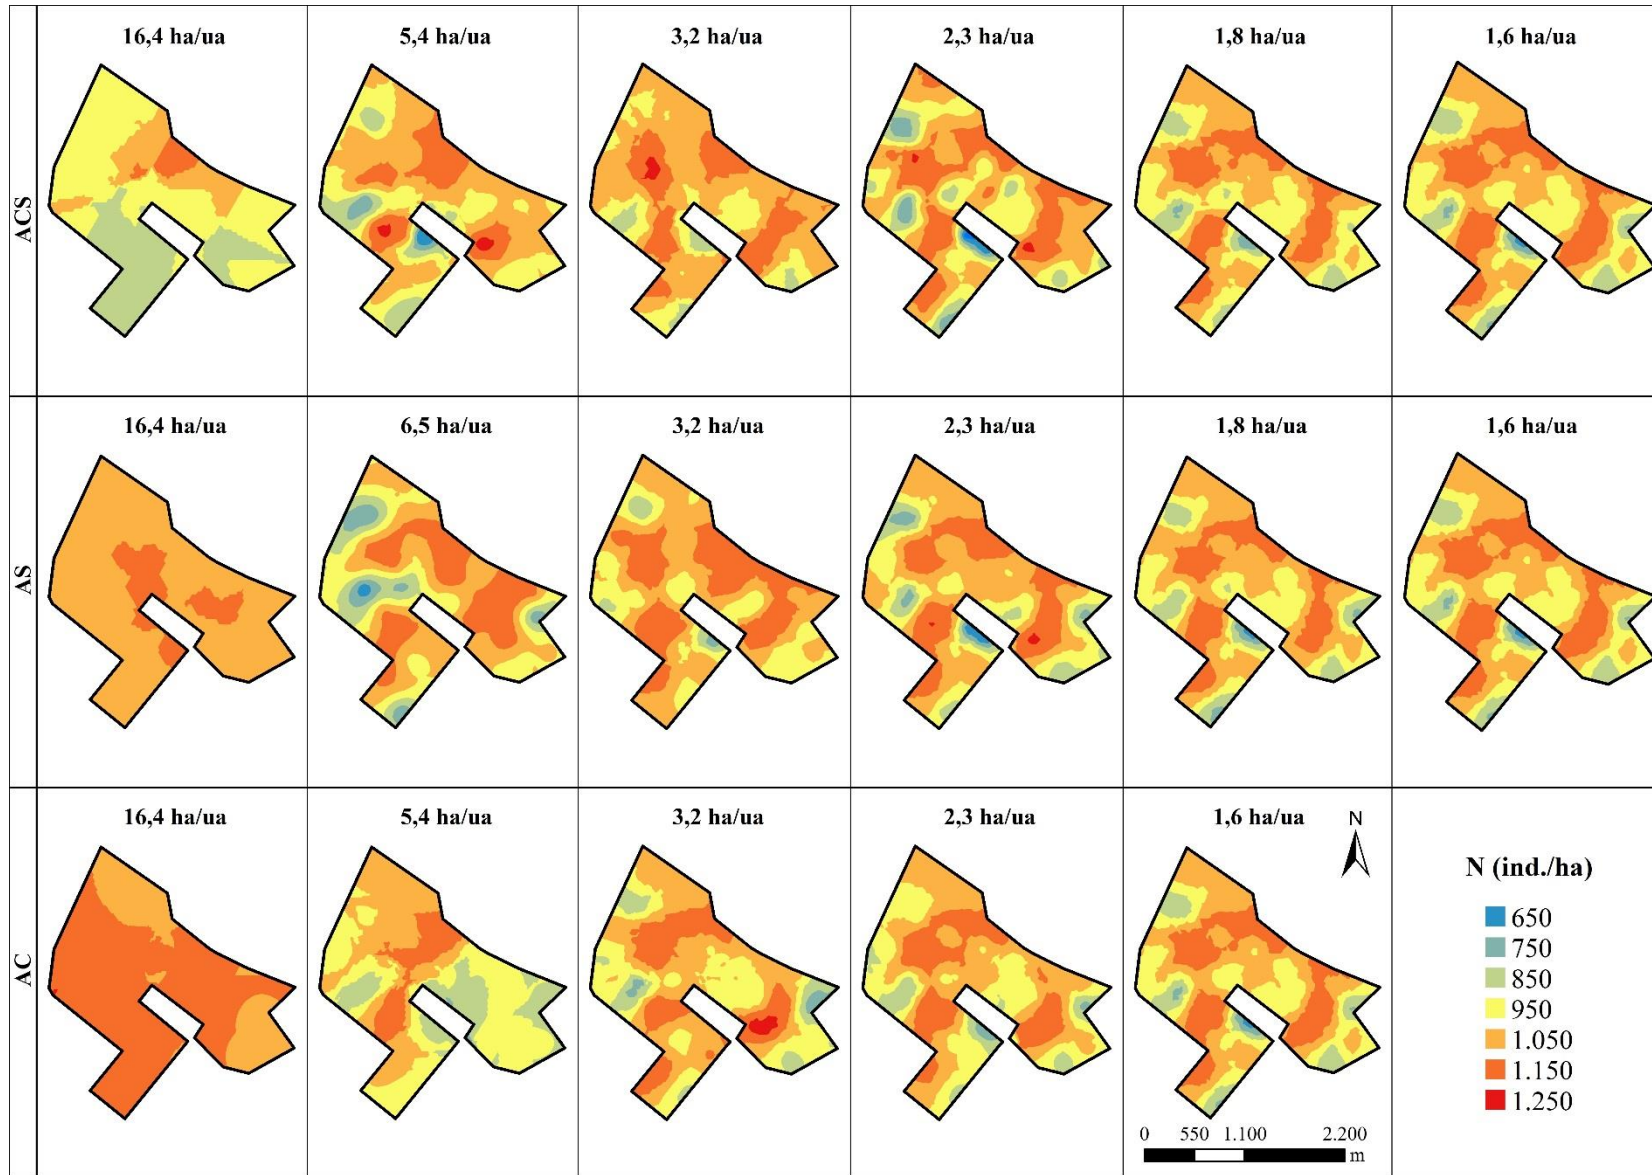 16,4 ha/ua
5,4 ha/ua
3,2 ha/ua
2,3 ha/ua
1,8 ha/ua
1,6 ha/ua
ACS
16,4 ha/ua
6,5 ha/ua
3,2 ha/ua
2,3 ha/ua
1,8 ha/ua
1,6 ha/ua
AS
16,4 ha/ua
5,4 ha/ua
3,2 ha/ua
2,3 ha/ua
1,6 ha/ua
AC
N
N (ind./ha)
650
750
850
950
1.050
1.150
1.250
0 550 1.100 2.200
m